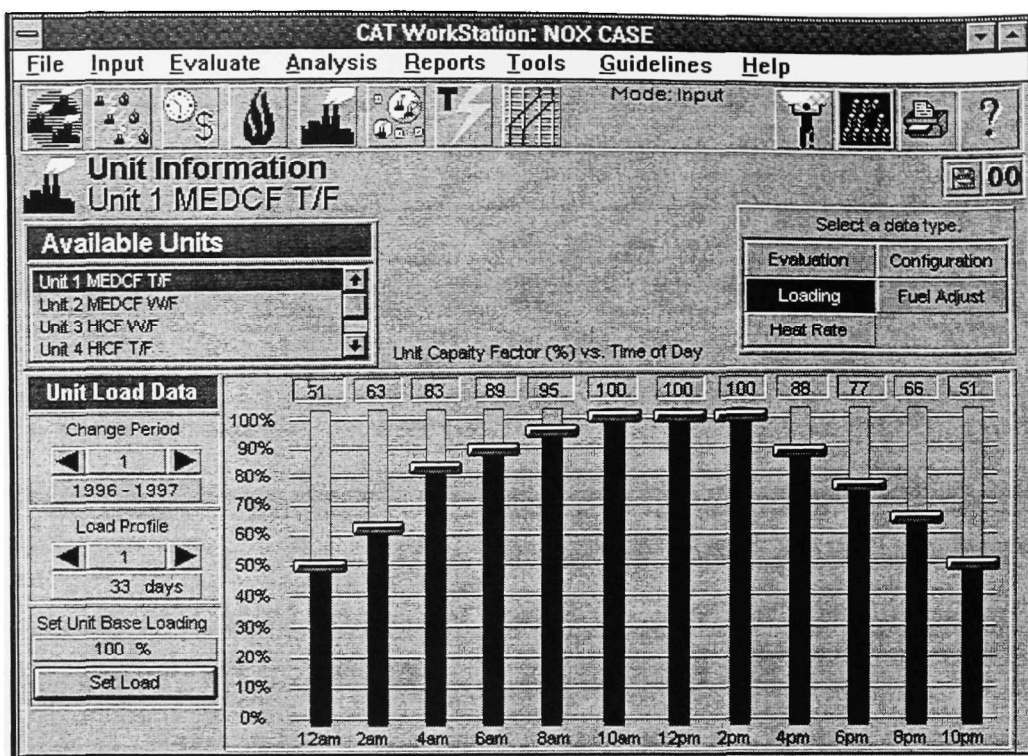 CAT WorkStation: NOX CASE
File Input Evaluate Analysis Reports Tools Guidelines Help
$ T Mode: Input ?
Unit Information
Unit 1 MEDCF T/F
00
Available Units
Unit 1 MEDCF T/F
Unit 2 MEDCF W/F
Unit 3 HICF W/F
Unit 4 HICF T/F
Select a data type.
Evaluation Configuration
Loading Fuel Adjust
Heat Rate
Unit Capaity Factor (%) vs. Time of Day
Unit Load Data
Change Period
1
1996 - 1997
Load Profile
1
33 days
Set Unit Base Loading
100 %
Set Load
51 63 83 89 95 100 100 100 88 77 66 51
100%
90%
80%
70%
60%
50%
40%
30%
20%
10%
0%
12am 2am 4am 6am 8am 10am 12pm 2pm 4pm 6pm 8pm 10pm